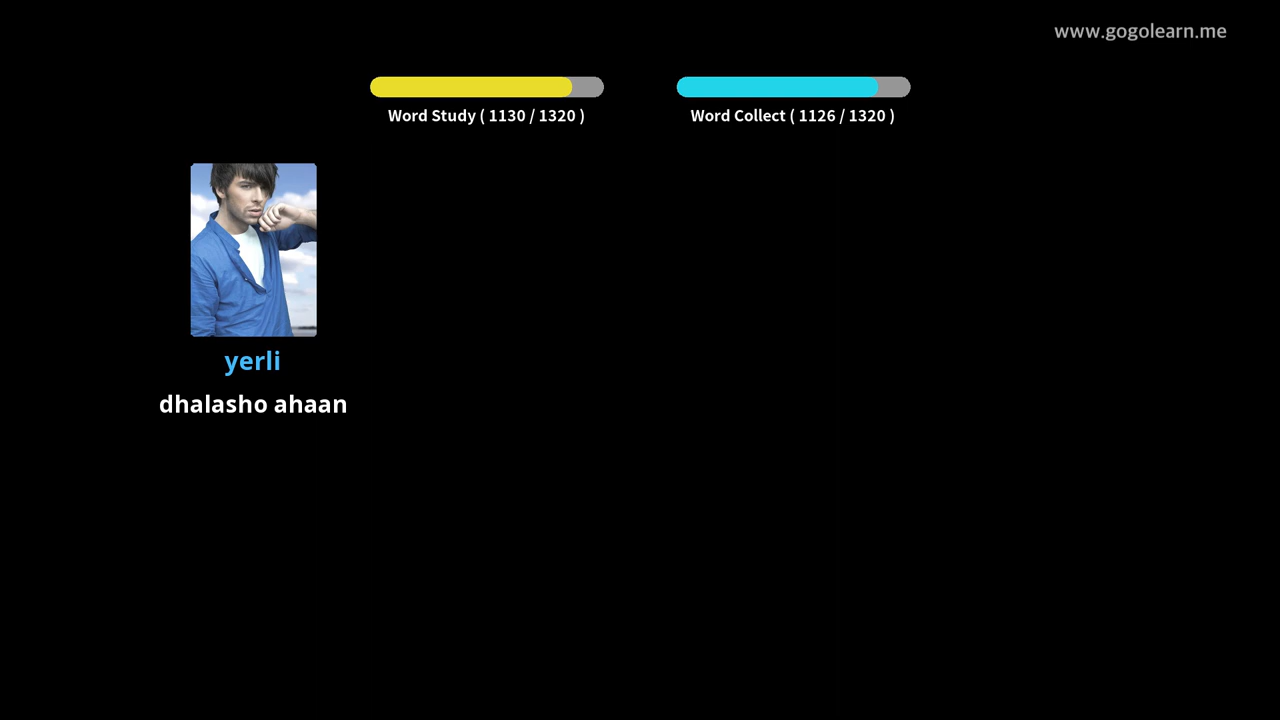 www.gogolearn.me
Word Study ( 1130 / 1320 )
Word Collect ( 1126 / 1320 )
yerli
dhalasho ahaan